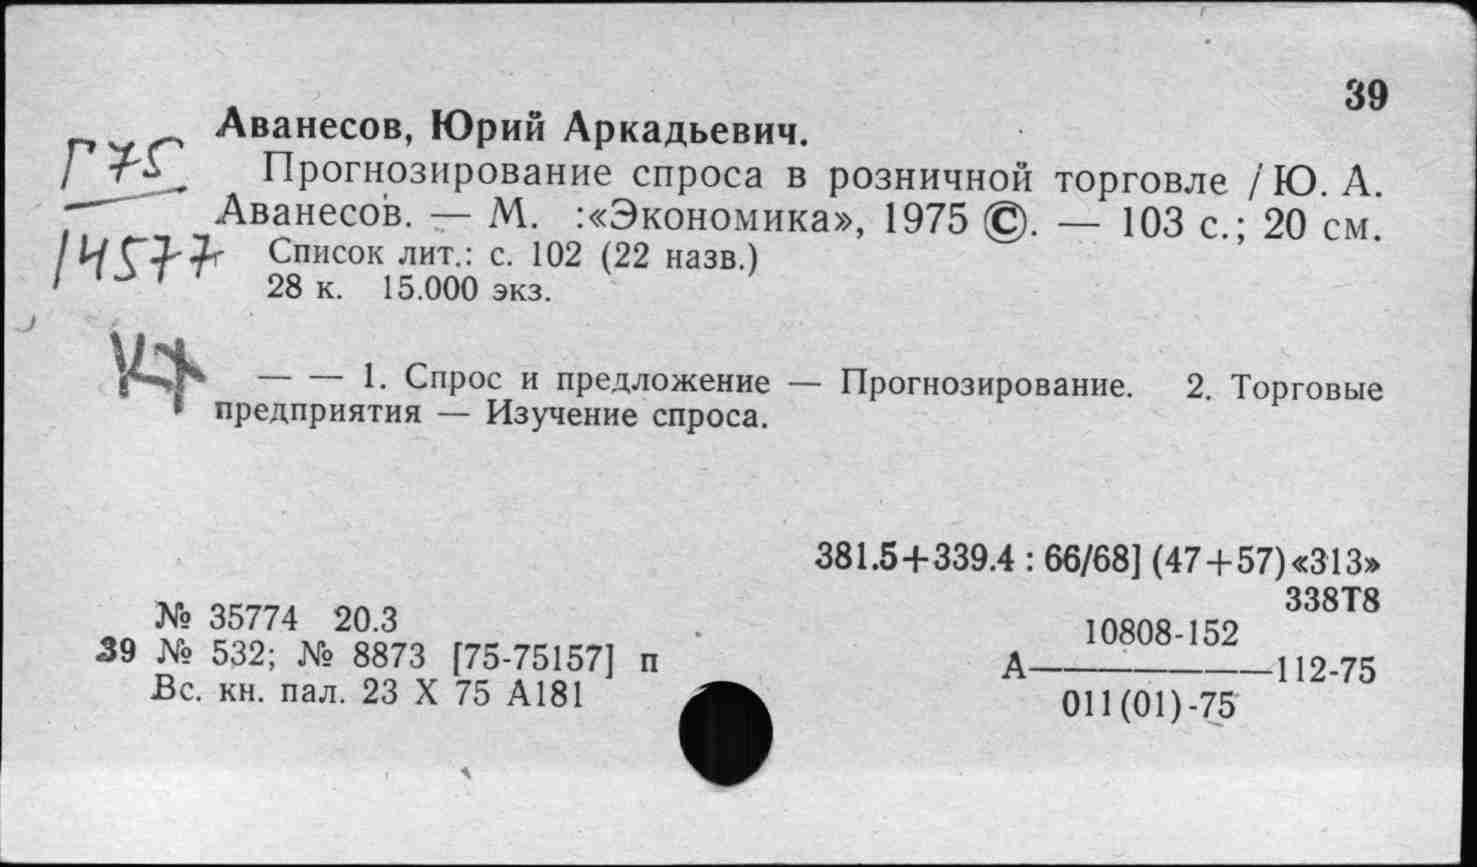 39
Аванесов, Юрий Аркадьевич.
Г75
Прогнозирование спроса в розничной торговле / Ю. А.
Аванесов. — М. :«Экономика», 1975 ©. — 103 с.; 20 см.
14577
Список лит.: с. 102 (22 назв.)
28 к. 15.000 экз.
— — 1. Спрос и предложение — Прогнозирование. 2. Торговые
предприятия — Изучение спроса.
381.5+339.4 : 66/68] (47+57)«313»
338Т8
№ 35774 20.3
39 № 532; № 8873 [75-75157] п
Вс. кн. пал. 23 X 75 А181
10808-152
А—112-75
011(01)-75